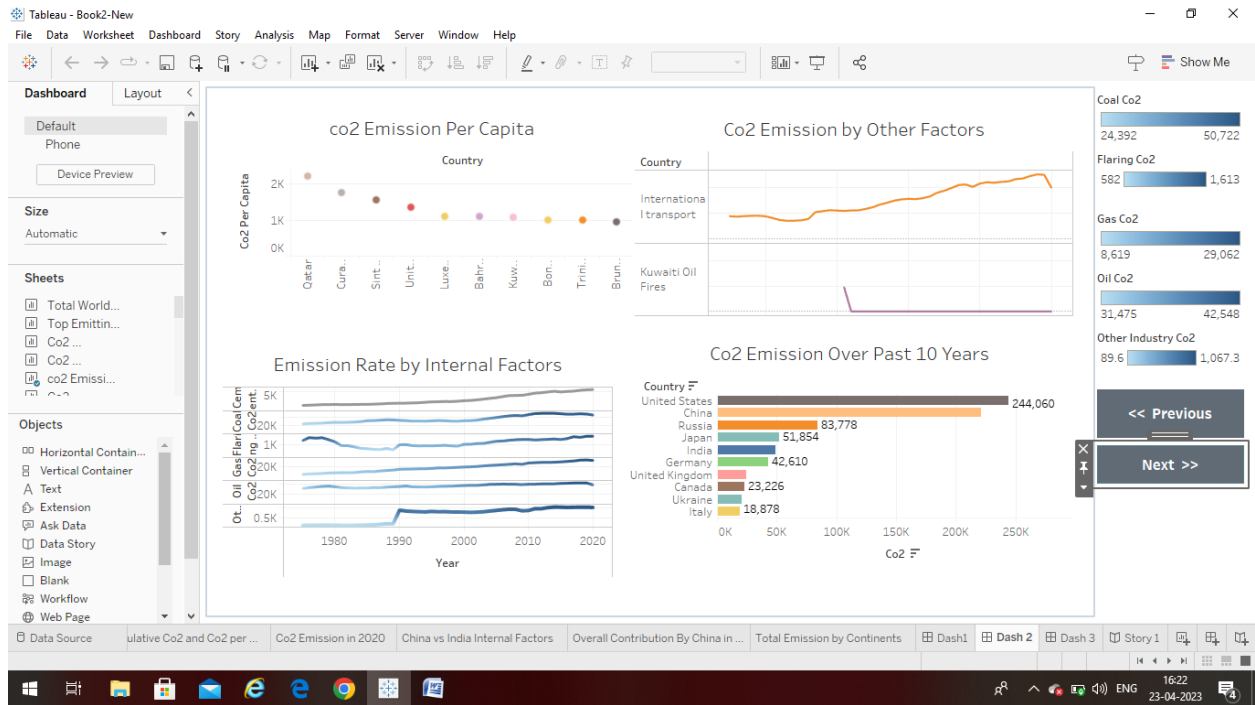 Tableau - Book2-New
File Data Worksheet Dashboard Story Analysis Map Format Server Window Help
Show Me
Dashboard Layout
Default
Phone
Device Preview
Size
Automatic
Sheets
Total World...
Top Emittin...
Co2 ...
Co2 ...
co2 Emissi...
Objects
Horizontal Contain...
Vertical Container
Text
Extension
Ask Data
Data Story
Image
Blank
Workflow
Web Page
co2 Emission Per Capita
Country
Co2 Per Capita
2K
1K
0K
Qatar
Cura..
Sint ..
Unit..
Luxe..
Bahr..
Kuw..
Bon..
Trini..
Brun..
Co2 Emission by Other Factors
Country
Internationa
l transport
Kuwaiti Oil
Fires
Emission Rate by Internal Factors
Cem
ent.
5K
Coal
Co2
20K
Flari
ng ..
1K
Gas
Co2
20K
Oil
Co2
20K
Ot..
0.5K
1980 1990 2000 2010 2020
Year
Co2 Emission Over Past 10 Years
Country
United States 244,060
China
Russia 83,778
Japan 51,854
India
Germany 42,610
United Kingdom
Canada 23,226
Ukraine
Italy 18,878
0K 50K 100K 150K 200K 250K
Co2
Coal Co2
24,392 50,722
Flaring Co2
582 1,613
Gas Co2
8,619 29,062
Oil Co2
31,475 42,548
Other Industry Co2
89.6 1,067.3
<< Previous
Next >>
Data Source ulative Co2 and Co2 per ... Co2 Emission in 2020 China vs India Internal Factors Overall Contribution By China in ... Total Emission by Continents Dash1 Dash 2 Dash 3 Story 1
ENG
16:22
23-04-2023
4